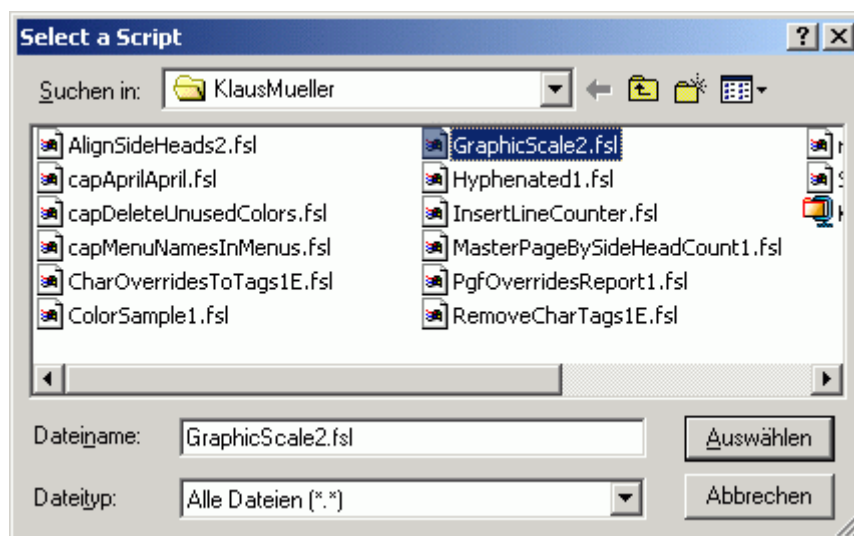 Select a Script
Suchen in: KlausMueller
AlignSideHeads2.fsl
capAprilApril.fsl
capDeleteUnusedColors.fsl
capMenuNamesInMenus.fsl
CharOverridesToTags1E.fsl
ColorSample1.fsl
GraphicScale2.fsl
Hyphenated1.fsl
InsertLineCounter.fsl
MasterPageBySideHeadCount1.fsl
PgfOverridesReport1.fsl
RemoveCharTags1E.fsl
Dateiname: GraphicScale2.fsl Auswählen
Dateityp: Alle Dateien (*.*) Abbrechen